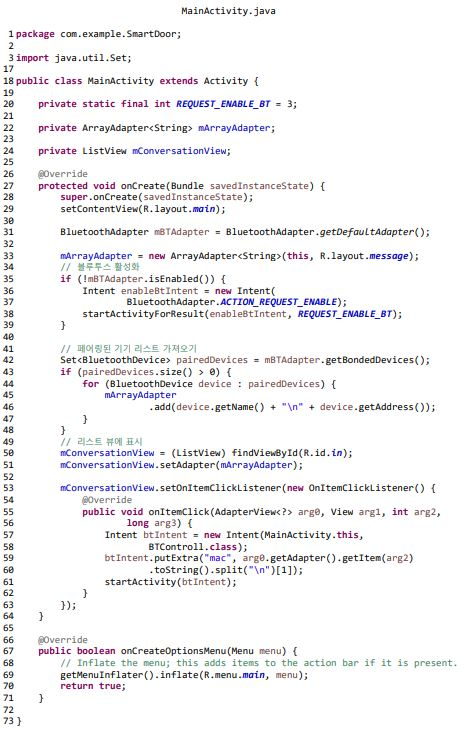 MainActivity.java
1 package com.example.SmartDoor;
2
3 import java.util.Set;
17
18 public class MainActivity extends Activity {
19
20     private static final int REQUEST_ENABLE_BT = 3;
21
22     private ArrayAdapter<String> mArrayAdapter;
23
24     private ListView mConversationView;
25
26     @Override
27     protected void onCreate(Bundle savedInstanceState) {
28         super.onCreate(savedInstanceState);
29         setContentView(R.layout.main);
30
31         BluetoothAdapter mBTAdapter = BluetoothAdapter.getDefaultAdapter();
32
33         mArrayAdapter = new ArrayAdapter<String>(this, R.layout.message);
34         // 블루투스 활성화
35         if (!mBTAdapter.isEnabled()) {
36             Intent enableBtIntent = new Intent(
37                     BluetoothAdapter.ACTION_REQUEST_ENABLE);
38             startActivityForResult(enableBtIntent, REQUEST_ENABLE_BT);
39         }
40
41         // 페어링된 기기 리스트 가져오기
42         Set<BluetoothDevice> pairedDevices = mBTAdapter.getBondedDevices();
43         if (pairedDevices.size() > 0) {
44             for (BluetoothDevice device : pairedDevices) {
45                 mArrayAdapter
46                         .add(device.getName() + "\n" + device.getAddress());
47             }
48         }
49         // 리스트 뷰에 표시
50         mConversationView = (ListView) findViewById(R.id.in);
51         mConversationView.setAdapter(mArrayAdapter);
52
53         mConversationView.setOnItemClickListener(new OnItemClickListener() {
54             @Override
55             public void onItemClick(AdapterView<?> arg0, View arg1, int arg2,
56                     long arg3) {
57                 Intent btIntent = new Intent(MainActivity.this,
58                         BTControll.class);
59                 btIntent.putExtra("mac", arg0.getAdapter().getItem(arg2)
60                         .toString().split("\n")[1]);
61                 startActivity(btIntent);
62             }
63         });
64     }
65
66     @Override
67     public boolean onCreateOptionsMenu(Menu menu) {
68         // Inflate the menu; this adds items to the action bar if it is present.
69         getMenuInflater().inflate(R.menu.main, menu);
70         return true;
71     }
72
73 }